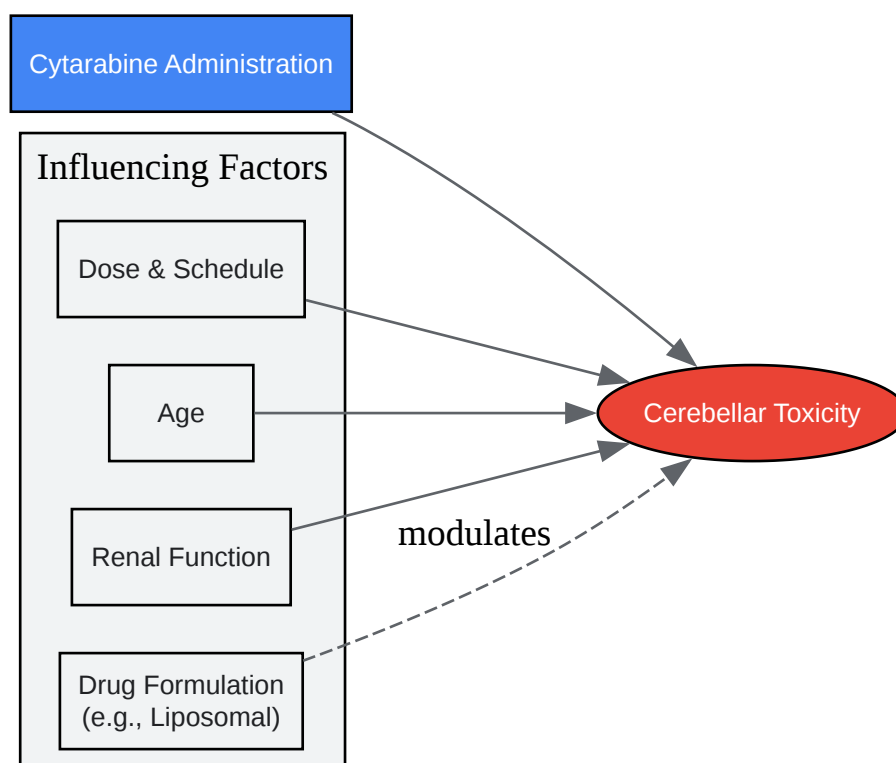 Cytarabine Administration
Influencing Factors
Dose & Schedule
Age
Cerebellar Toxicity
Renal Function
modulates
Drug Formulation
(e.g., Liposomal)